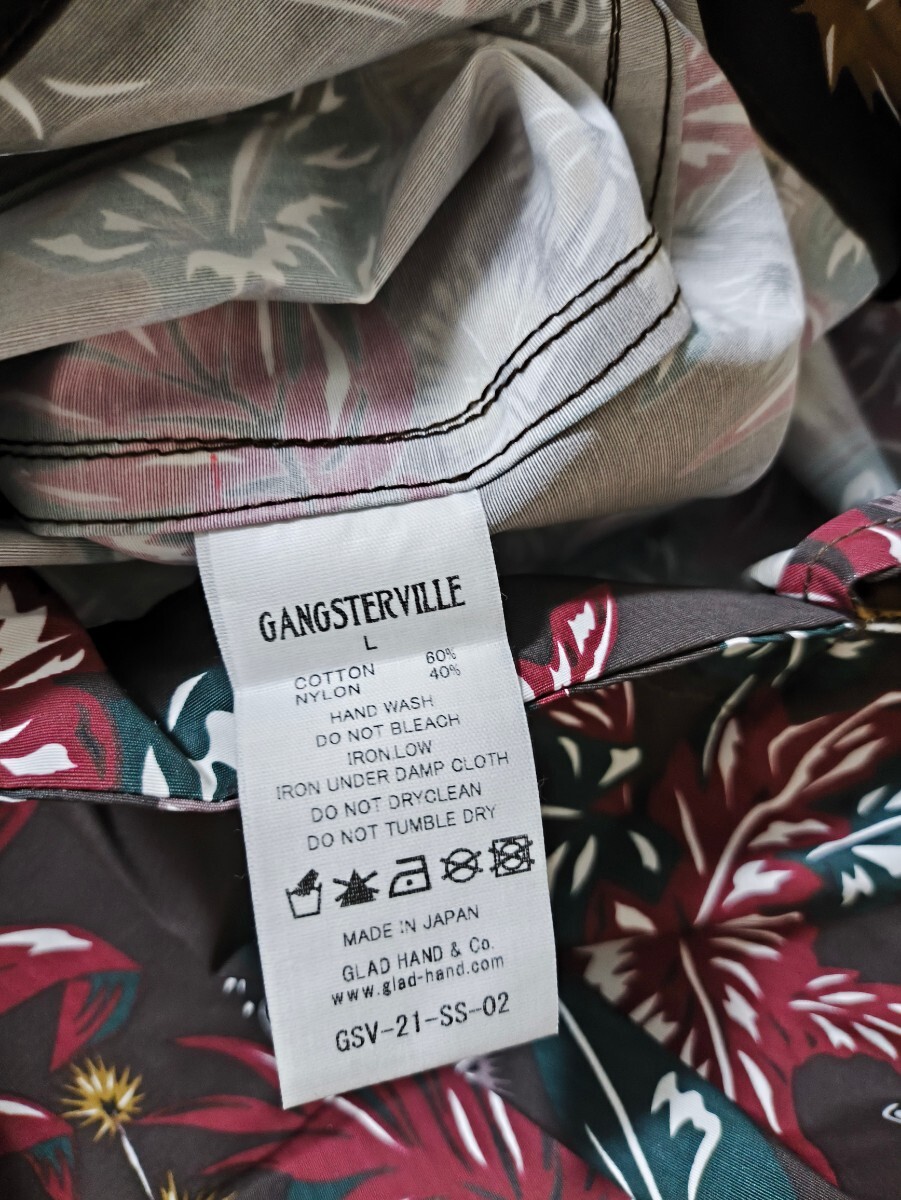 GANGSTERVILLE
L
COTTON 60%
NYLON 40%
HAND WASH
DO NOT BLEACH
IRON.LOW
IRON UNDER DAMP CLOTH
DO NOT DRYCLEAN
DO NOT TUMBLE DRY
MADE IN JAPAN
GLAD HAND & Co.
www.glad-hand.com
GSV-21-SS-02